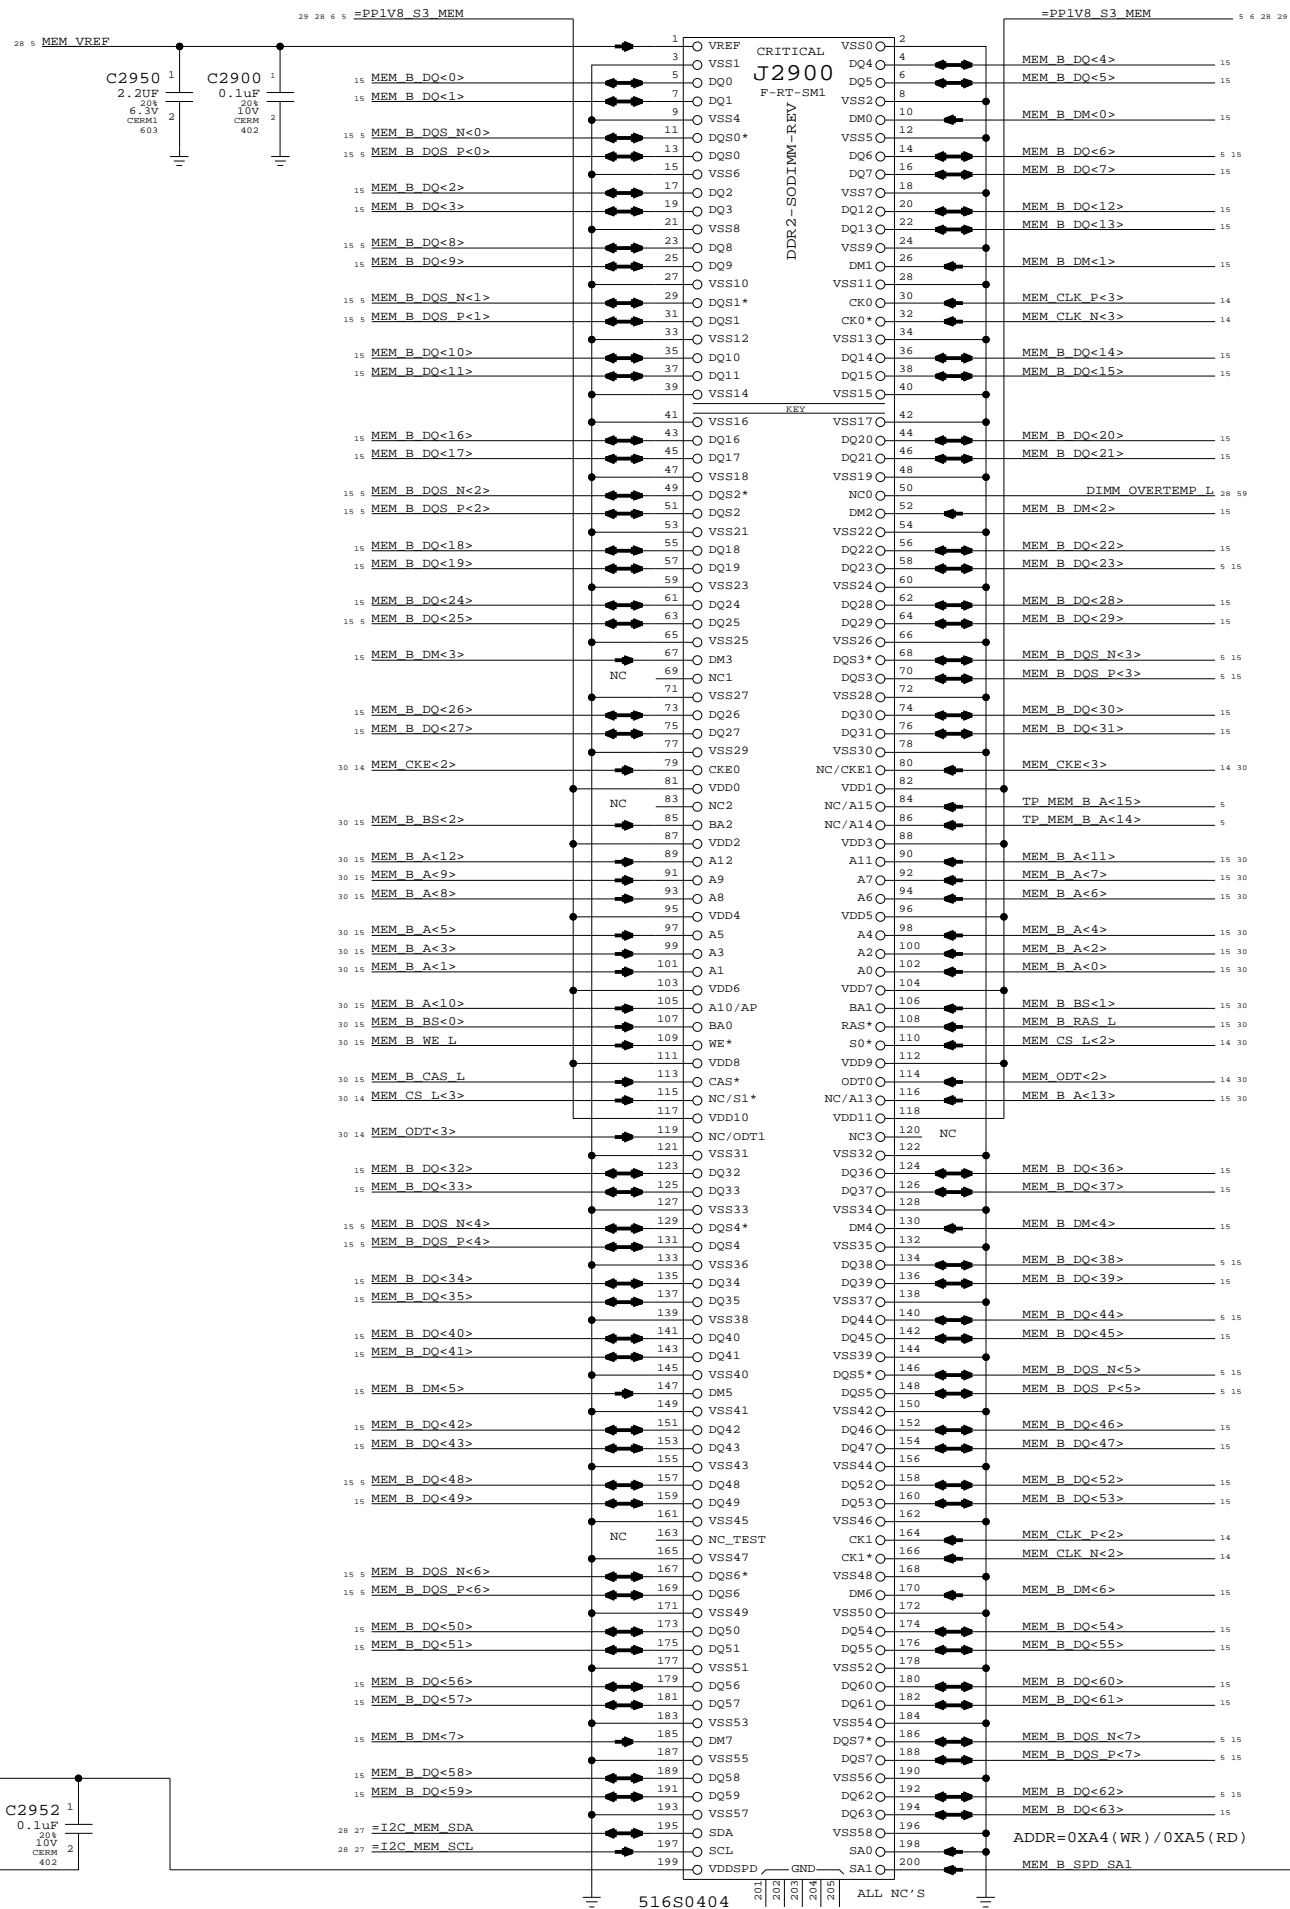 29 28 6 5 =PP1V8_S3_MEM =PP1V8_S3_MEM 5 6 28 29
28 5 MEM_VREF 1 VREF VSS0 2
CRITICAL
J2900
F-RT-SM1
DDR2-SODIMM-REV
C2950 1
2.2UF
20%
6.3V
CERM1
603
2
C2900 1
0.1uF
20%
10V
CERM
402
2
3 VSS1 DQ4 4 MEM_B_DQ<4> 15
15 MEM_B_DQ<0> 5 DQ0 DQ5 6 MEM_B_DQ<5> 15
15 MEM_B_DQ<1> 7 DQ1 VSS2 8
9 VSS4 DM0 10 MEM_B_DM<0> 15
15 5 MEM_B_DQS_N<0> 11 DQS0* VSS5 12
15 5 MEM_B_DQS_P<0> 13 DQS0 DQ6 14 MEM_B_DQ<6> 5 15
15 VSS6 DQ7 16 MEM_B_DQ<7> 15
15 MEM_B_DQ<2> 17 DQ2 VSS7 18
15 MEM_B_DQ<3> 19 DQ3 DQ12 20 MEM_B_DQ<12> 15
21 VSS8 DQ13 22 MEM_B_DQ<13> 15
15 5 MEM_B_DQ<8> 23 DQ8 VSS9 24
15 MEM_B_DQ<9> 25 DQ9 DM1 26 MEM_B_DM<1> 15
27 VSS10 VSS11 28
15 5 MEM_B_DQS_N<1> 29 DQS1* CK0 30 MEM_CLK_P<3> 14
15 5 MEM_B_DQS_P<1> 31 DQS1 CK0* 32 MEM_CLK_N<3> 14
33 VSS12 VSS13 34
15 MEM_B_DQ<10> 35 DQ10 DQ14 36 MEM_B_DQ<14> 15
15 MEM_B_DQ<11> 37 DQ11 DQ15 38 MEM_B_DQ<15> 15
39 VSS14 VSS15 40
KEY
41 VSS16 VSS17 42
15 MEM_B_DQ<16> 43 DQ16 DQ20 44 MEM_B_DQ<20> 15
15 MEM_B_DQ<17> 45 DQ17 DQ21 46 MEM_B_DQ<21> 15
47 VSS18 VSS19 48
15 5 MEM_B_DQS_N<2> 49 DQS2* NC0 50 DIMM_OVERTEMP_L 28 59
15 5 MEM_B_DQS_P<2> 51 DQS2 DM2 52 MEM_B_DM<2> 15
53 VSS21 VSS22 54
15 MEM_B_DQ<18> 55 DQ18 DQ22 56 MEM_B_DQ<22> 15
15 MEM_B_DQ<19> 57 DQ19 DQ23 58 MEM_B_DQ<23> 5 15
59 VSS23 VSS24 60
15 MEM_B_DQ<24> 61 DQ24 DQ28 62 MEM_B_DQ<28> 15
15 5 MEM_B_DQ<25> 63 DQ25 DQ29 64 MEM_B_DQ<29> 15
65 VSS25 VSS26 66
15 MEM_B_DM<3> 67 DM3 DQS3* 68 MEM_B_DQS_N<3> 5 15
NC 69 NC1 DQS3 70 MEM_B_DQS_P<3> 5 15
71 VSS27 VSS28 72
15 MEM_B_DQ<26> 73 DQ26 DQ30 74 MEM_B_DQ<30> 15
15 MEM_B_DQ<27> 75 DQ27 DQ31 76 MEM_B_DQ<31> 15
77 VSS29 VSS30 78
30 14 MEM_CKE<2> 79 CKE0 NC/CKE1 80 MEM_CKE<3> 14 30
81 VDD0 VDD1 82
NC 83 NC2 NC/A15 84 TP_MEM_B_A<15> 5
30 15 MEM_B_BS<2> 85 BA2 NC/A14 86 TP_MEM_B_A<14> 5
87 VDD2 VDD3 88
30 15 MEM_B_A<12> 89 A12 A11 90 MEM_B_A<11> 15 30
30 15 MEM_B_A<9> 91 A9 A7 92 MEM_B_A<7> 15 30
30 15 MEM_B_A<8> 93 A8 A6 94 MEM_B_A<6> 15 30
95 VDD4 VDD5 96
30 15 MEM_B_A<5> 97 A5 A4 98 MEM_B_A<4> 15 30
30 15 MEM_B_A<3> 99 A3 A2 100 MEM_B_A<2> 15 30
30 15 MEM_B_A<1> 101 A1 A0 102 MEM_B_A<0> 15 30
103 VDD6 VDD7 104
30 15 MEM_B_A<10> 105 A10/AP BA1 106 MEM_B_BS<1> 15 30
30 15 MEM_B_BS<0> 107 BA0 RAS* 108 MEM_B_RAS_L 15 30
30 15 MEM_B_WE_L 109 WE* S0* 110 MEM_CS_L<2> 14 30
111 VDD8 VDD9 112
30 15 MEM_B_CAS_L 113 CAS* ODT0 114 MEM_ODT<2> 14 30
30 14 MEM_CS_L<3> 115 NC/S1* NC/A13 116 MEM_B_A<13> 15 30
117 VDD10 VDD11 118
30 14 MEM_ODT<3> 119 NC/ODT1 NC3 120 NC
121 VSS31 VSS32 122
15 MEM_B_DQ<32> 123 DQ32 DQ36 124 MEM_B_DQ<36> 15
15 MEM_B_DQ<33> 125 DQ33 DQ37 126 MEM_B_DQ<37> 15
127 VSS33 VSS34 128
15 5 MEM_B_DQS_N<4> 129 DQS4* DM4 130 MEM_B_DM<4> 15
15 5 MEM_B_DQS_P<4> 131 DQS4 VSS35 132
133 VSS36 DQ38 134 MEM_B_DQ<38> 5 15
15 MEM_B_DQ<34> 135 DQ34 DQ39 136 MEM_B_DQ<39> 15
15 MEM_B_DQ<35> 137 DQ35 VSS37 138
139 VSS38 DQ44 140 MEM_B_DQ<44> 5 15
15 MEM_B_DQ<40> 141 DQ40 DQ45 142 MEM_B_DQ<45> 15
15 MEM_B_DQ<41> 143 DQ41 VSS39 144
145 VSS40 DQS5* 146 MEM_B_DQS_N<5> 5 15
15 MEM_B_DM<5> 147 DM5 DQS5 148 MEM_B_DQS_P<5> 5 15
149 VSS41 VSS42 150
15 MEM_B_DQ<42> 151 DQ42 DQ46 152 MEM_B_DQ<46> 15
15 MEM_B_DQ<43> 153 DQ43 DQ47 154 MEM_B_DQ<47> 15
155 VSS43 VSS44 156
15 5 MEM_B_DQ<48> 157 DQ48 DQ52 158 MEM_B_DQ<52> 15
15 MEM_B_DQ<49> 159 DQ49 DQ53 160 MEM_B_DQ<53> 15
161 VSS45 VSS46 162
NC 163 NC_TEST CK1 164 MEM_CLK_P<2> 14
165 VSS47 CK1* 166 MEM_CLK_N<2> 14
15 5 MEM_B_DQS_N<6> 167 DQS6* VSS48 168
15 5 MEM_B_DQS_P<6> 169 DQS6 DM6 170 MEM_B_DM<6> 15
171 VSS49 VSS50 172
15 MEM_B_DQ<50> 173 DQ50 DQ54 174 MEM_B_DQ<54> 15
15 MEM_B_DQ<51> 175 DQ51 DQ55 176 MEM_B_DQ<55> 15
177 VSS51 VSS52 178
15 MEM_B_DQ<56> 179 DQ56 DQ60 180 MEM_B_DQ<60> 15
15 MEM_B_DQ<57> 181 DQ57 DQ61 182 MEM_B_DQ<61> 15
183 VSS53 VSS54 184
15 MEM_B_DM<7> 185 DM7 DQS7* 186 MEM_B_DQS_N<7> 5 15
187 VSS55 DQS7 188 MEM_B_DQS_P<7> 5 15
15 MEM_B_DQ<58> 189 DQ58 VSS56 190
15 MEM_B_DQ<59> 191 DQ59 DQ62 192 MEM_B_DQ<62> 5 15
193 VSS57 DQ63 194 MEM_B_DQ<63> 15
C2952 1
0.1uF
20%
10V
CERM
402
2
28 27 =I2C_MEM_SDA 195 SDA VSS58 196 ADDR=0XA4(WR)/0XA5(RD)
28 27 =I2C_MEM_SCL 197 SCL SA0 198
199 VDDSPD GND SA1 200 MEM_B_SPD_SA1
516S0404 201 202 203 204 205 ALL NC'S